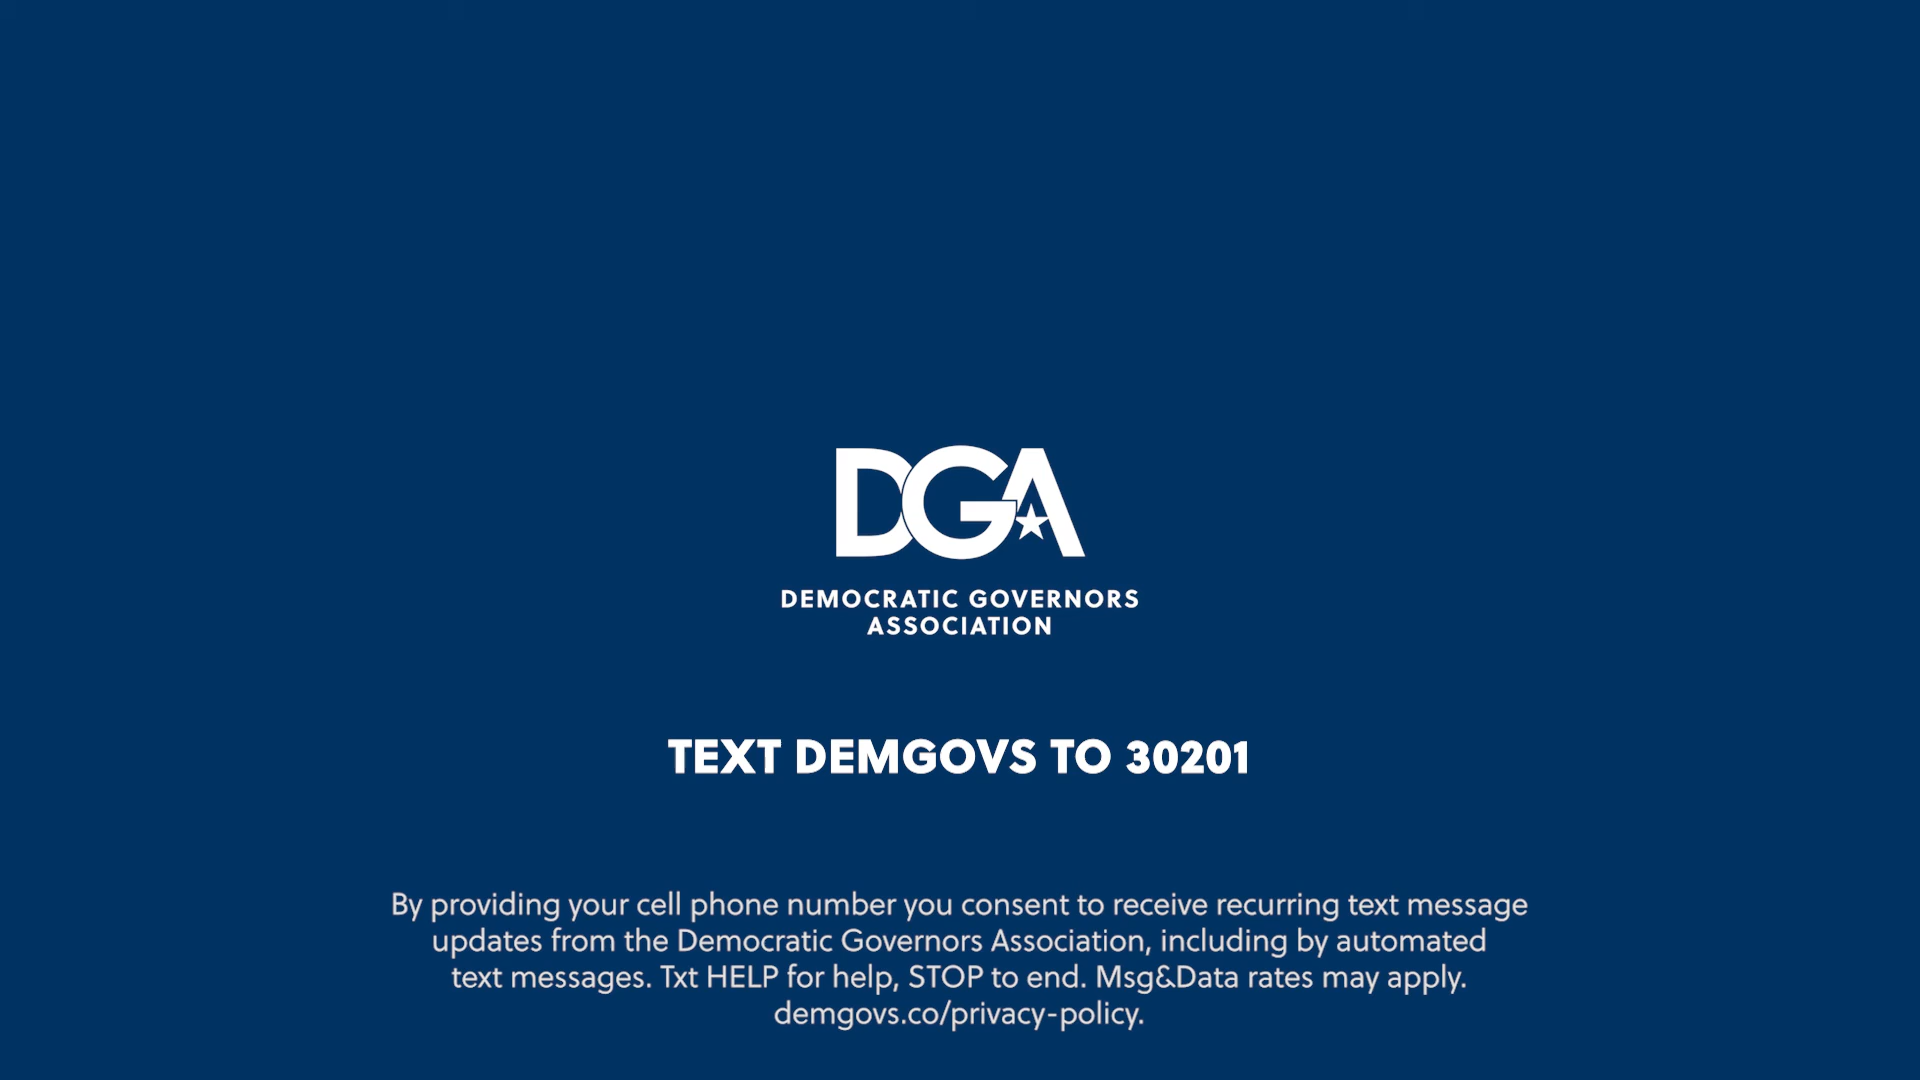 DGA
DEMOCRATIC GOVERNORS
ASSOCIATION
TEXT DEMGOVS TO 30201
By providing your cell phone number you consent to receive recurring text message
updates from the Democratic Governors Association, including by automated
text messages. Txt HELP for help, STOP to end. Msg&Data rates may apply.
demgovs.co/privacy-policy.